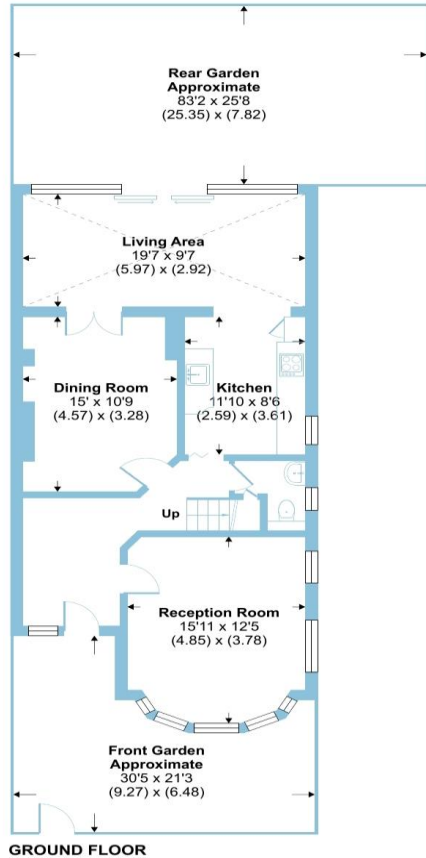 Rear Garden
Approximate
83'2 x 25'8
(25.35) x (7.82)
Living Area
19'7 x 9'7
(5.97) x (2.92)
Dining Room
15' x 10'9
(4.57) x (3.28)
Kitchen
11'10 x 8'6
(2.59) x (3.61)
Up
Reception Room
15'11 x 12'5
(4.85) x (3.78)
Front Garden
Approximate
30'5 x 21'3
(9.27) x (6.48)
GROUND FLOOR